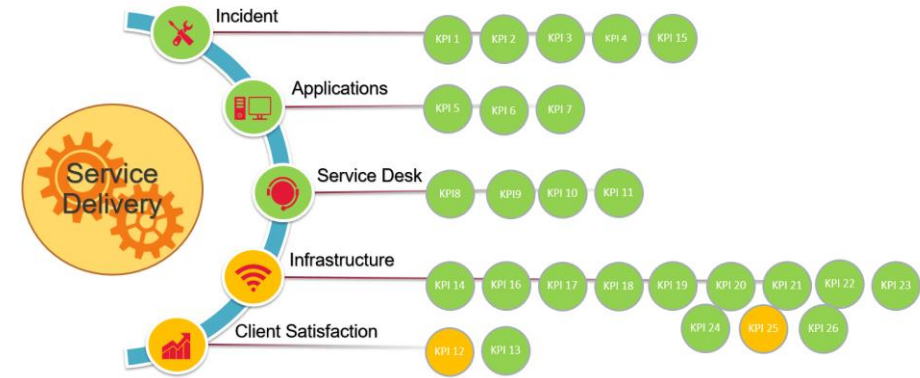 Service
Delivery
Incident
KPI 1 KPI 2 KPI 3 KPI 4 KPI 15
Applications
KPI 5 KPI 6 KPI 7
Service Desk
KPI8 KPI9 KPI 10 KPI 11
Infrastructure
KPI 14 KPI 16 KPI 17 KPI 18 KPI 19 KPI 20 KPI 21 KPI 22 KPI 23
KPI 24 KPI 25 KPI 26
Client Satisfaction
KPI 12 KPI 13